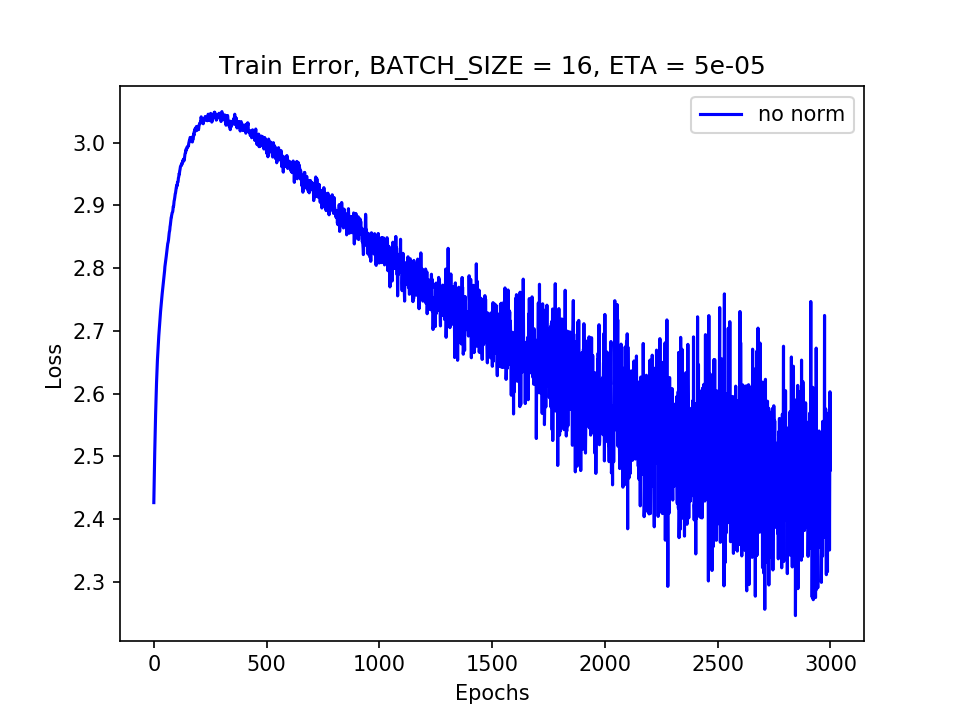 Train Error, BATCH_SIZE = 16, ETA = 5e-05
no norm
3.0
2.9
2.8
2.7
2.6
2.5
2.4
2.3
Loss
0 500 1000 1500 2000 2500 3000
Epochs